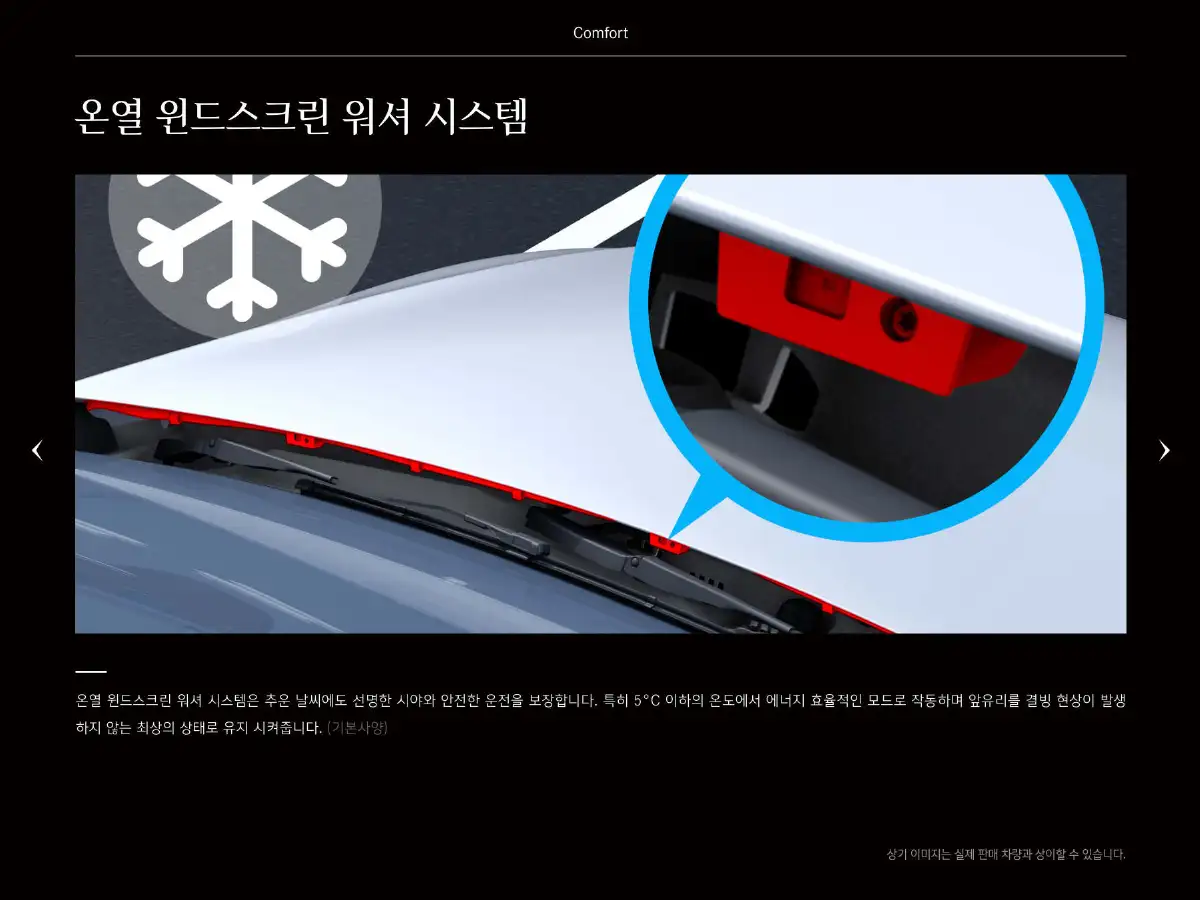 Comfort
온열 윈드스크린 워셔 시스템
온열 윈드스크린 워셔 시스템은 추운 날씨에도 선명한 시야와 안전한 운전을 보장합니다. 특히 5°C 이하의 온도에서 에너지 효율적인 모드로 작동하며 앞유리를 결빙 현상이 발생
하지 않는 최상의 상태로 유지 시켜줍니다. (기본사양)
상기 이미지는 실제 판매 차량과 상이할 수 있습니다.